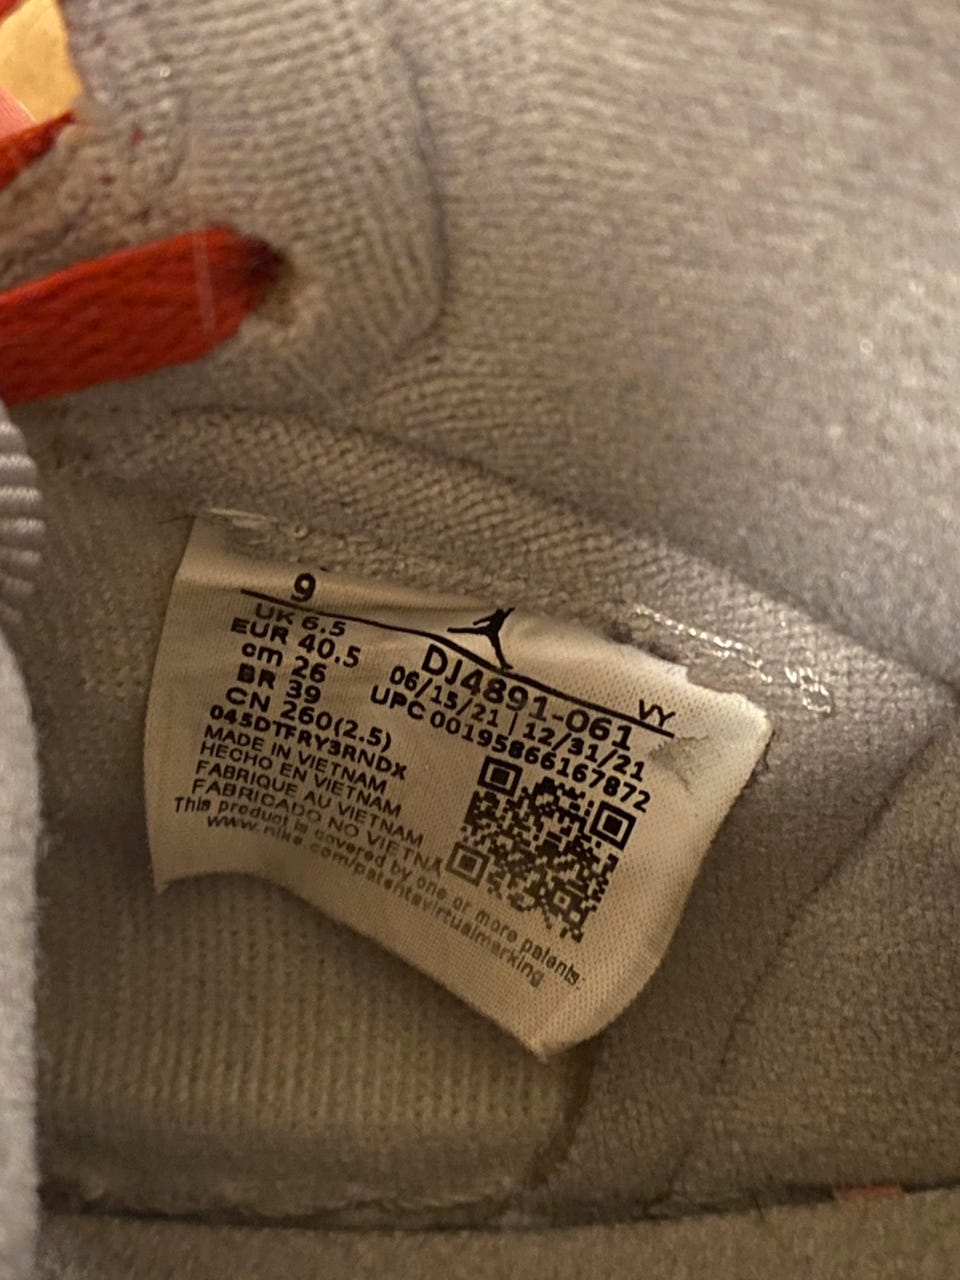 9
UK 6.5
EUR 40.5
cm 26
BR 39
CN 260(2.5)
045DTFRY3RNDX
MADE IN VIETNAM
HECHO EN VIETNAM
FABRIQUE AU VIETNAM
FABRICADO NO VIETNÃ
This product is covered by one or more patents.
www.nike.com/patentsvirtualmarking
DJ4891-061
VY
06/15/21 | 12/31/21
UPC 00195866167872